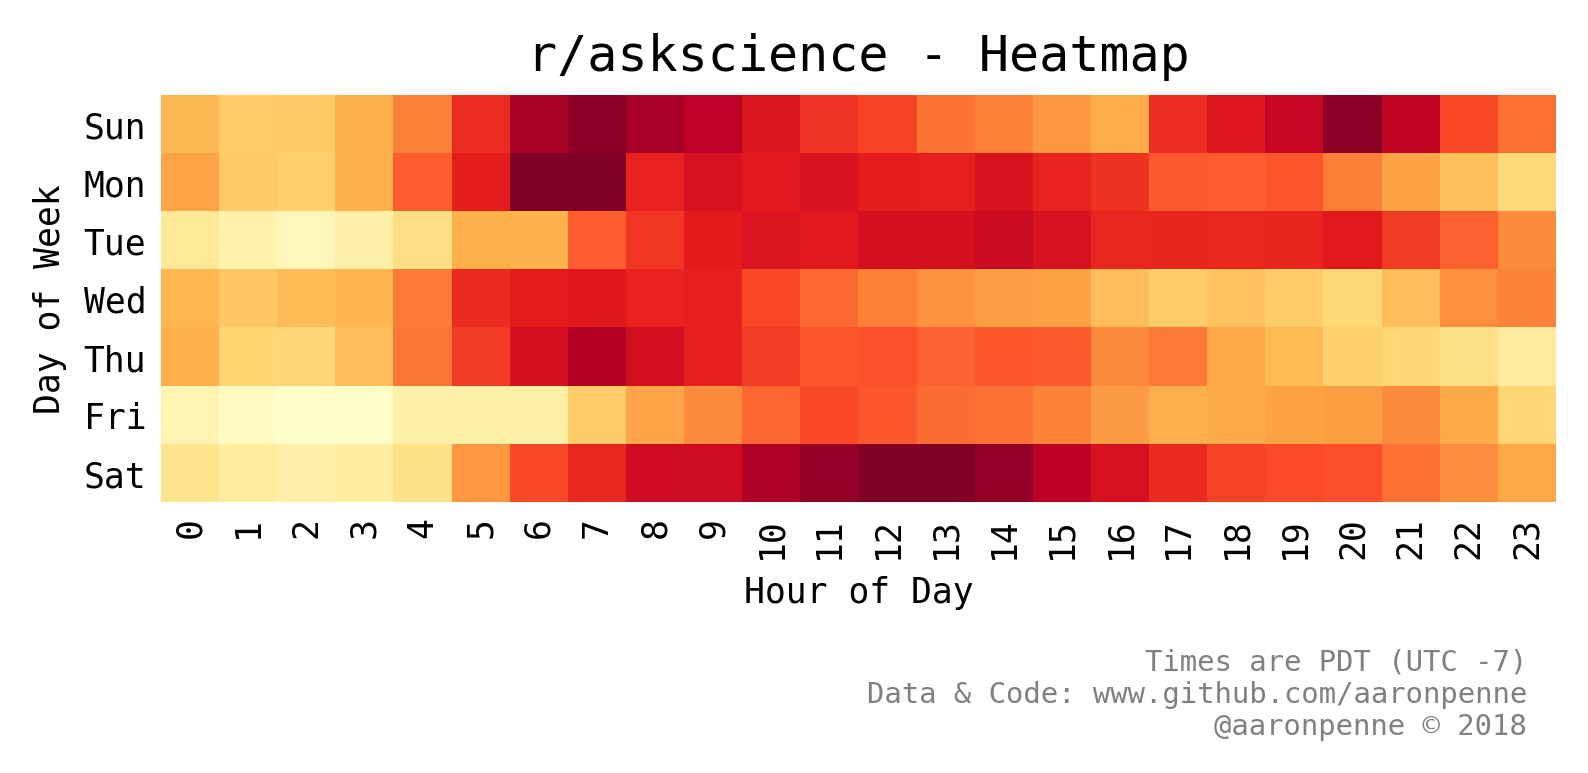 r/askscience - Heatmap
Day of Week
Sun
Mon
Tue
Wed
Thu
Fri
Sat
0 1 2 3 4 5 6 7 8 9 10 11 12 13 14 15 16 17 18 19 20 21 22 23
Hour of Day
Times are PDT (UTC -7)
Data & Code: www.github.com/aaronpenne
@aaronpenne © 2018